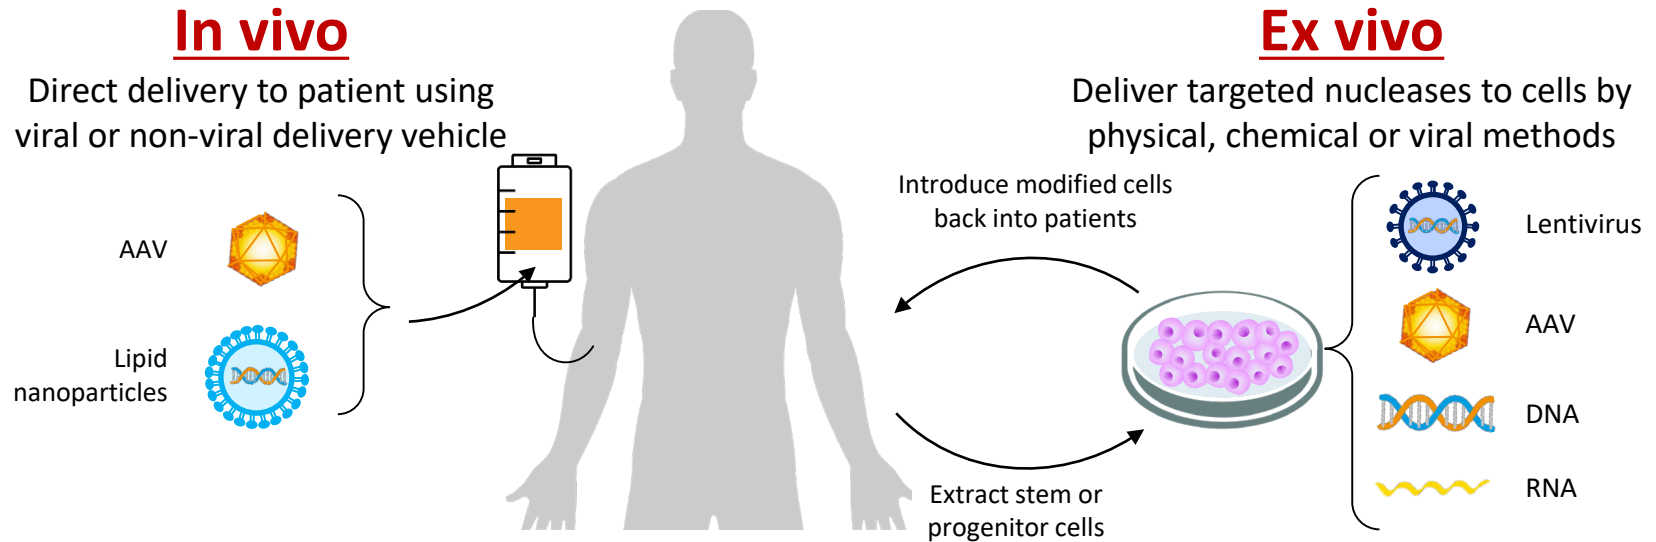 In vivo
Direct delivery to patient using
viral or non-viral delivery vehicle
AAV
Lipid
nanoparticles
Ex vivo
Deliver targeted nucleases to cells by
physical, chemical or viral methods
Introduce modified cells
back into patients
Extract stem or
progenitor cells
Lentivirus
AAV
DNA
RNA